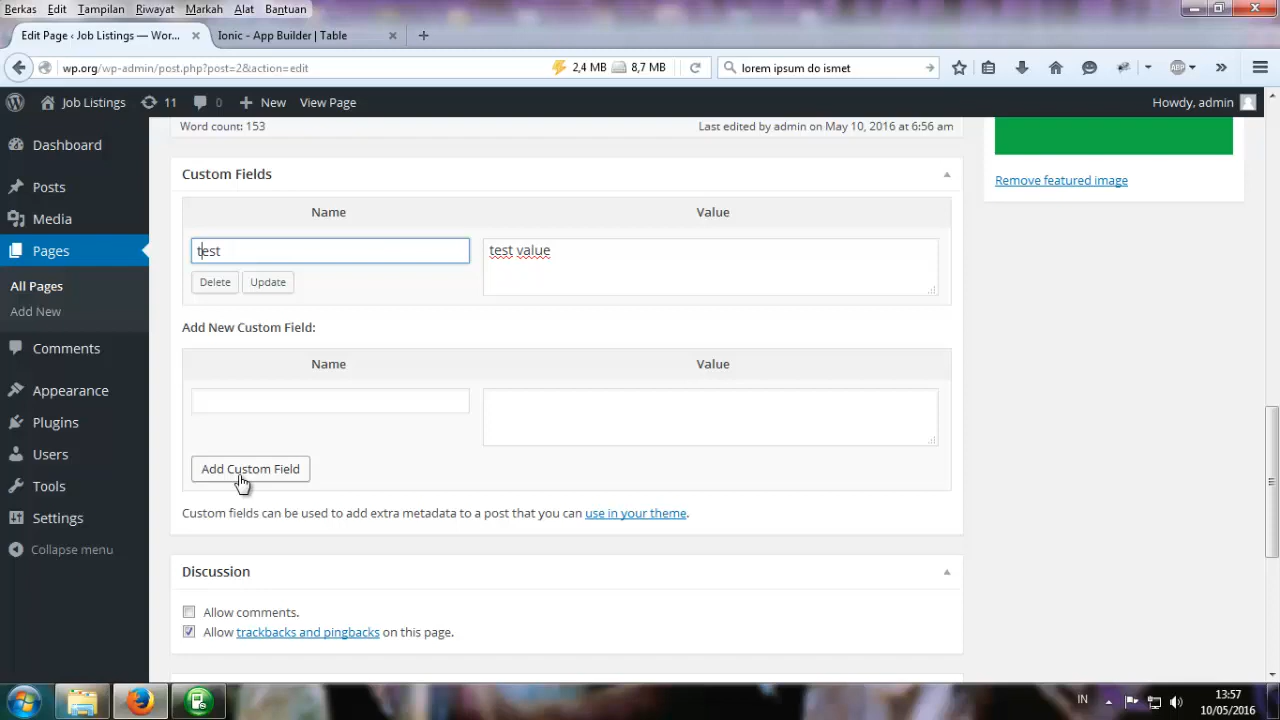 Berkas Edit Tampilan Riwayat Markah Alat Bantuan
Edit Page ‹ Job Listings — Wor... × Ionic - App Builder | Table × +
wp.org/wp-admin/post.php?post=2&action=edit 2,4 MB 8,7 MB lorem ipsum do ismet ABP
Job Listings 11 0 + New View Page Howdy, admin
Word count: 153 Last edited by admin on May 10, 2016 at 6:56 am
Dashboard
Posts
Media
Pages
All Pages
Add New
Comments
Appearance
Plugins
Users
Tools
Settings
Collapse menu
Custom Fields
Name Value
test test value
Delete Update
Add New Custom Field:
Name Value
Add Custom Field
Custom fields can be used to add extra metadata to a post that you can use in your theme.
Discussion
Allow comments.
Allow trackbacks and pingbacks on this page.
Remove featured image
IN 13:57
10/05/2016